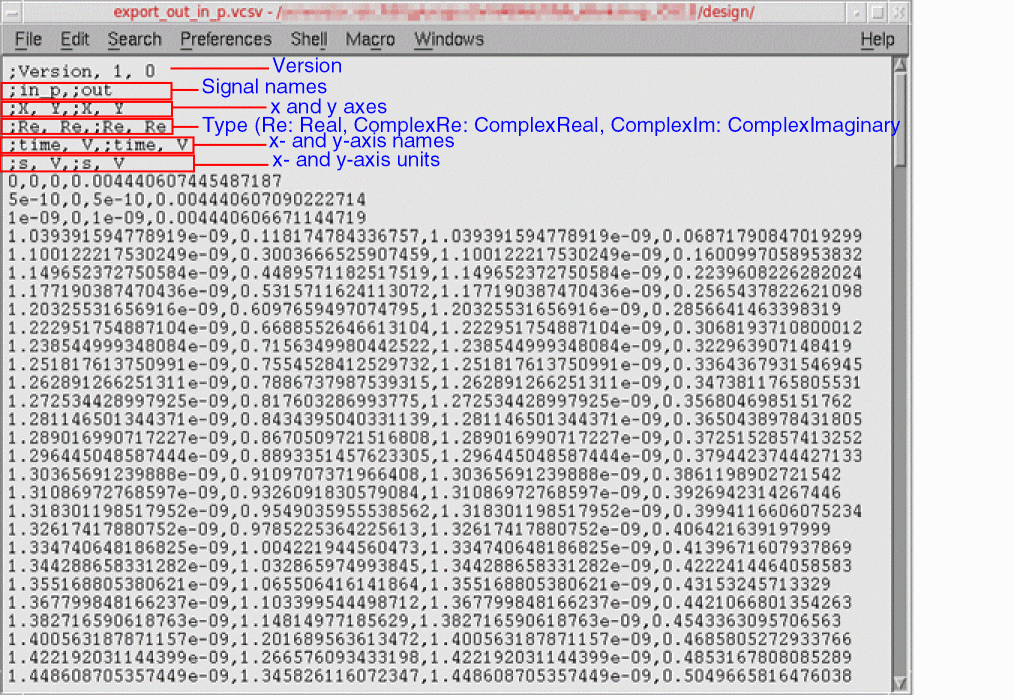 export_out_in_p.vcsv - / /design/
File Edit Search Preferences Shell Macro Windows Help
;Version, 1, 0 Version
;in_p,;out Signal names
;X, Y,;X, Y x and y axes
;Re, Re,;Re, Re Type (Re: Real, ComplexRe: ComplexReal, ComplexIm: ComplexImaginary
;time, V,;time, V x- and y-axis names
;s, V,;s, V x- and y-axis units
0,0,0,0.004440607445487187
5e-10,0,5e-10,0.004440607090222714
1e-09,0,1e-09,0.004440606671144719
1.039391594778919e-09,0.118174784336757,1.039391594778919e-09,0.06871790847019299
1.100122217530249e-09,0.3003666525907459,1.100122217530249e-09,0.1600997058953832
1.149652372750584e-09,0.4489571182517519,1.149652372750584e-09,0.2239608226282024
1.177190387470436e-09,0.5315711624113072,1.177190387470436e-09,0.2565437822621098
1.20325531656916e-09,0.6097659497074795,1.20325531656916e-09,0.2856641463398319
1.222951754887104e-09,0.6688552646613104,1.222951754887104e-09,0.3068193710800012
1.238544999348084e-09,0.7156349980442522,1.238544999348084e-09,0.322963907148419
1.251817613750991e-09,0.7554528412529732,1.251817613750991e-09,0.3364367931546945
1.262891266251311e-09,0.7886737987539315,1.262891266251311e-09,0.3473811765805531
1.272534428997925e-09,0.817603286993775,1.272534428997925e-09,0.3568046985151762
1.281146501344371e-09,0.8434395040331139,1.281146501344371e-09,0.3650438978431805
1.289016990717227e-09,0.8670509721516808,1.289016990717227e-09,0.3725152857413252
1.296445048587444e-09,0.8893351457623305,1.296445048587444e-09,0.3794423744427133
1.30365691239888e-09,0.9109707371966408,1.30365691239888e-09,0.3861198902721542
1.31086972768597e-09,0.9326091830579084,1.31086972768597e-09,0.3926942314267446
1.318301198517952e-09,0.9549035955538562,1.318301198517952e-09,0.3994116606075234
1.32617417880752e-09,0.9785225364225613,1.32617417880752e-09,0.406421639197999
1.334740648186825e-09,1.004221944560473,1.334740648186825e-09,0.4139671607937869
1.344288658331282e-09,1.032865974993845,1.344288658331282e-09,0.4222414464058583
1.355168805380621e-09,1.065506416141864,1.355168805380621e-09,0.431532457133329
1.367799848166237e-09,1.103399544498712,1.367799848166237e-09,0.4421066801354263
1.382716590618763e-09,1.14814977185629,1.382716590618763e-09,0.4543363095706563
1.400563187871157e-09,1.201689563613472,1.400563187871157e-09,0.4685805272933766
1.422192031144399e-09,1.266576093433198,1.422192031144399e-09,0.4853167808085289
1.448608705357449e-09,1.345826116072347,1.448608705357449e-09,0.5049665816476038